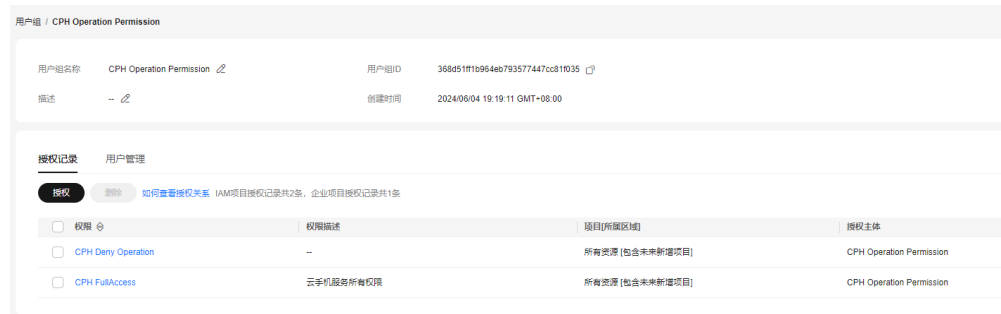 用户组 / CPH Operation Permission
用户组名称 CPH Operation Permission 用户组ID 368d51ff1b964eb793577447cc81f035
描述 -- 创建时间 2024/06/04 19:19:11 GMT+08:00
授权记录 用户管理
授权 删除 如何查看授权关系 IAM项目授权记录共2条，企业项目授权记录共1条
权限 权限描述 项目[所属区域] 授权主体
CPH Deny Operation -- 所有资源 [包含未来新增项目] CPH Operation Permission
CPH FullAccess 云手机服务所有权限 所有资源 [包含未来新增项目] CPH Operation Permission